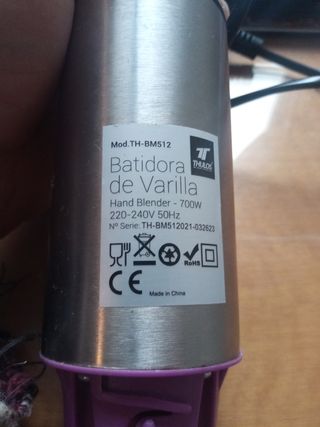 Mod.TH-BM512
THULOS
Batidora
de Varilla
Hand Blender - 700W
220-240V 50Hz
Nº Serie: TH-BM512021-032623
RoHS
CE
Made in China